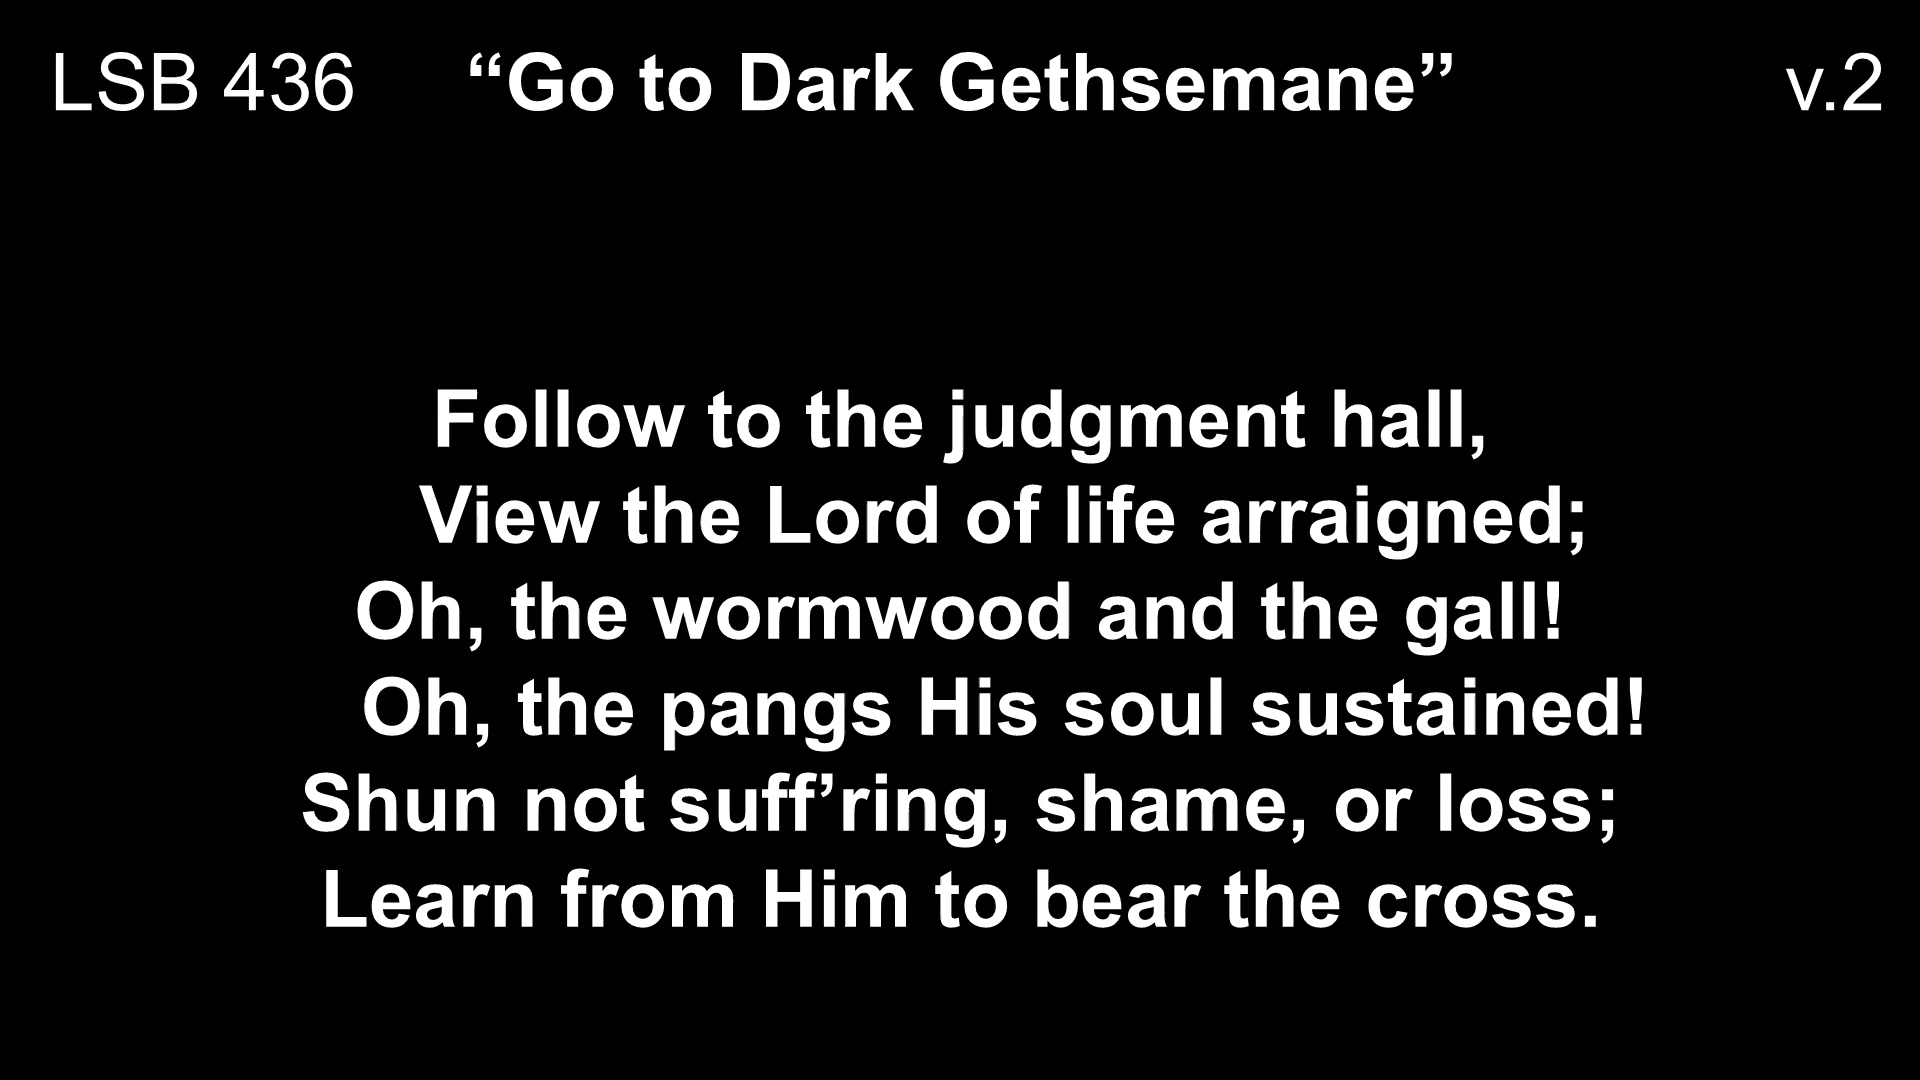 LSB 436 “Go to Dark Gethsemane” v.2
Follow to the judgment hall,
View the Lord of life arraigned;
Oh, the wormwood and the gall!
Oh, the pangs His soul sustained!
Shun not suff’ring, shame, or loss;
Learn from Him to bear the cross.